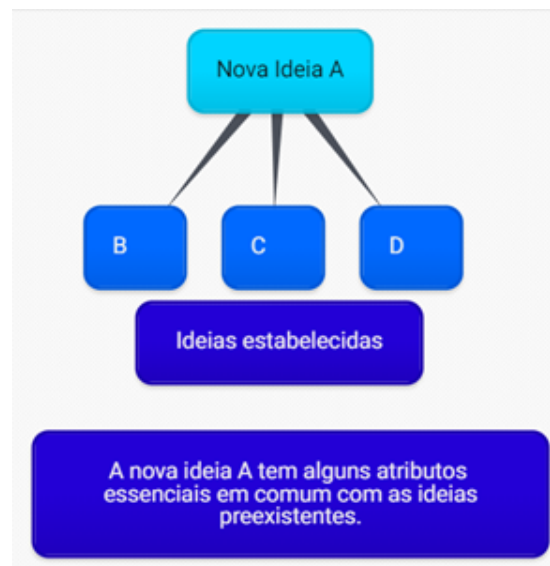 Nova Ideia A
B
C
D
Ideias estabelecidas
A nova ideia A tem alguns atributos
essenciais em comum com as ideias
preexistentes.